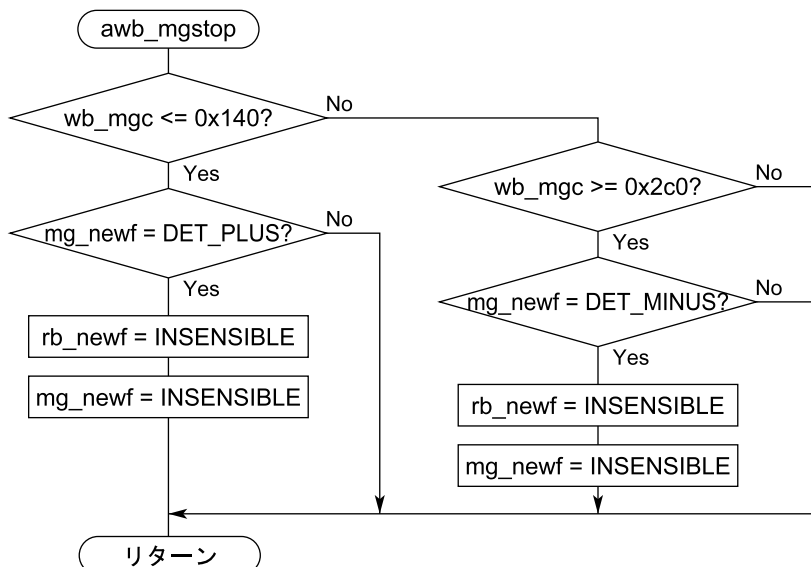 awb_mgstop
wb_mgc <= 0x140?
No
Yes
mg_newf = DET_PLUS?
No
Yes
rb_newf = INSENSIBLE
mg_newf = INSENSIBLE
wb_mgc >= 0x2c0?
No
Yes
mg_newf = DET_MINUS?
No
Yes
rb_newf = INSENSIBLE
mg_newf = INSENSIBLE
リターン